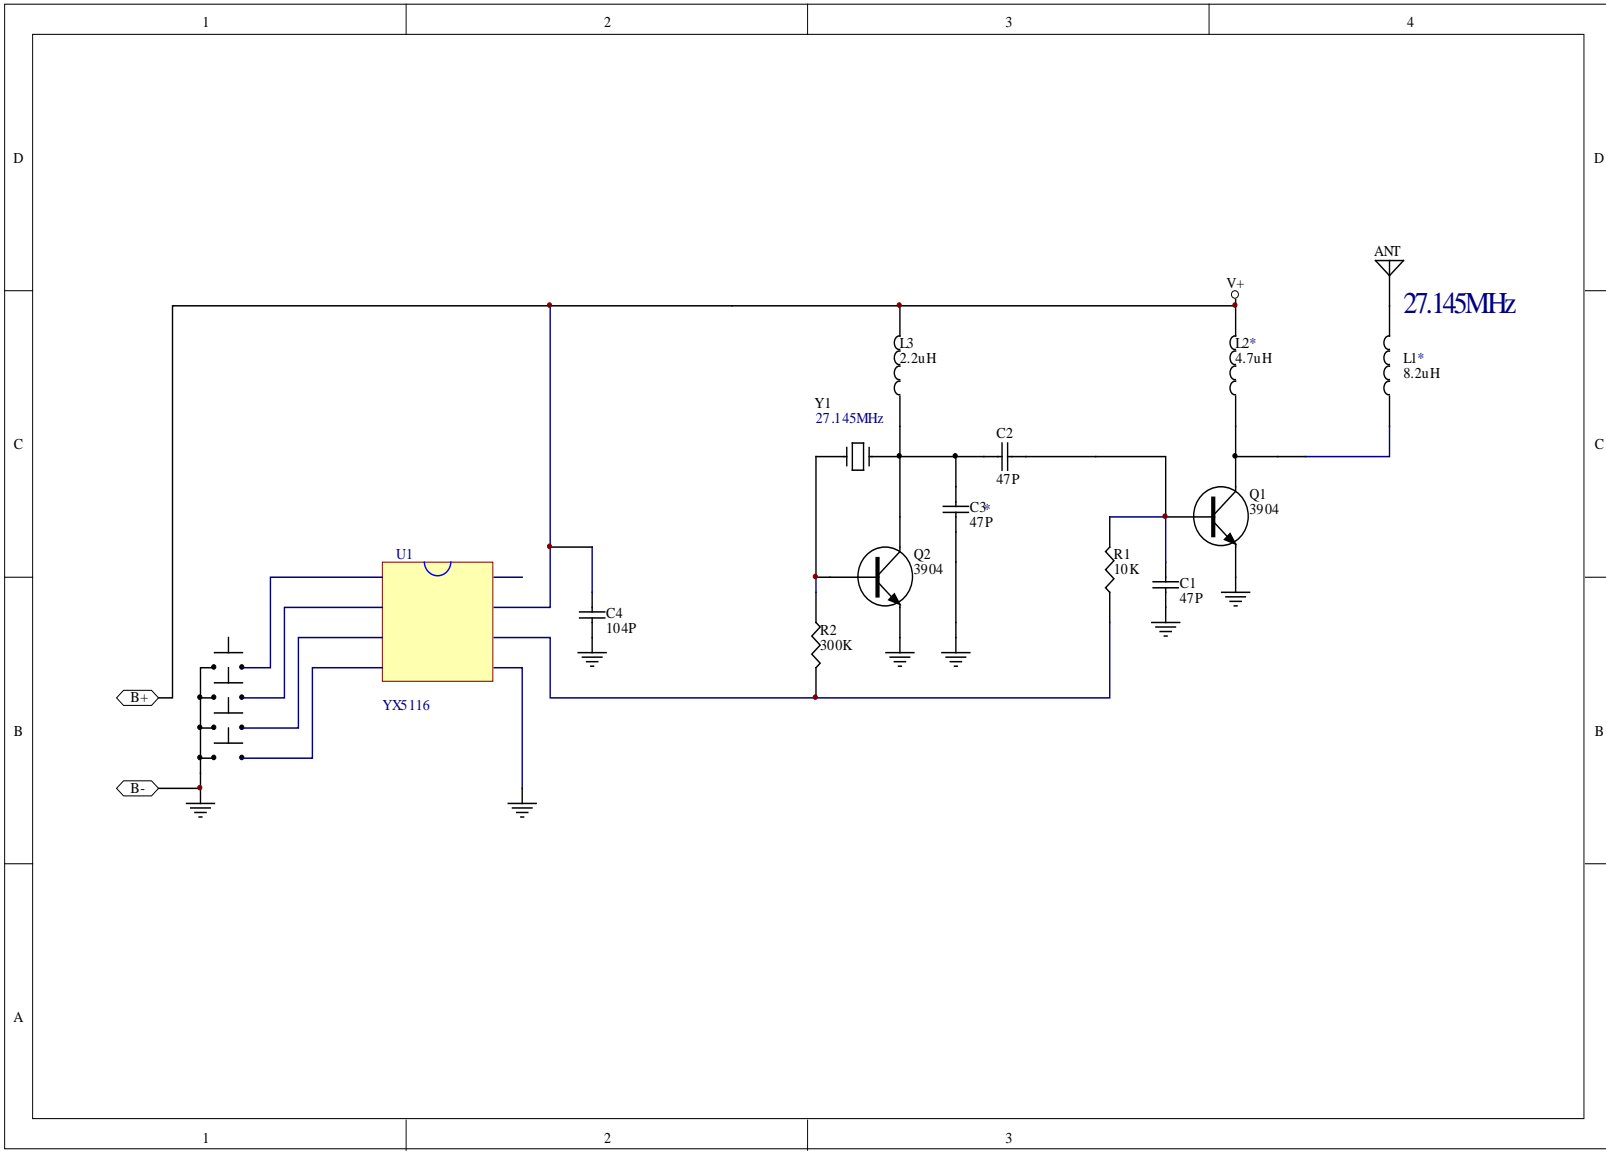 1 2 3 4
D D
ANT
V+
27.145MHz
L3
2.2uH
L2*
4.7uH
L1*
8.2uH
Y1
27.145MHz
C C
C2
47P
C3*
47P
Q1
3904
U1
Q2
3904
R1
10K
C1
47P
C4
104P
R2
300K
B+
YX5116
B B
B-
A
1 2 3